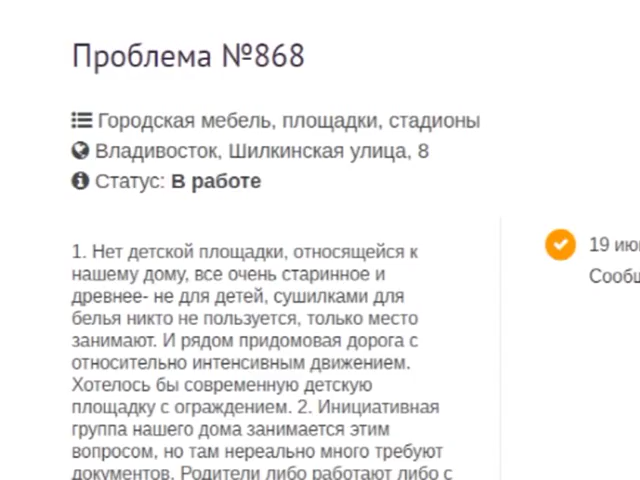 Проблема №868
Городская мебель, площадки, стадионы
Владивосток, Шилкинская улица, 8
Статус: В работе
1. Нет детской площадки, относящейся к
нашему дому, все очень старинное и
древнее- не для детей, сушилками для
белья никто не пользуется, только место
занимают. И рядом придомовая дорога с
относительно интенсивным движением.
Хотелось бы современную детскую
площадку с ограждением. 2. Инициативная
группа нашего дома занимается этим
вопросом, но там нереально много требуют
документов. Родители либо работают либо с
19